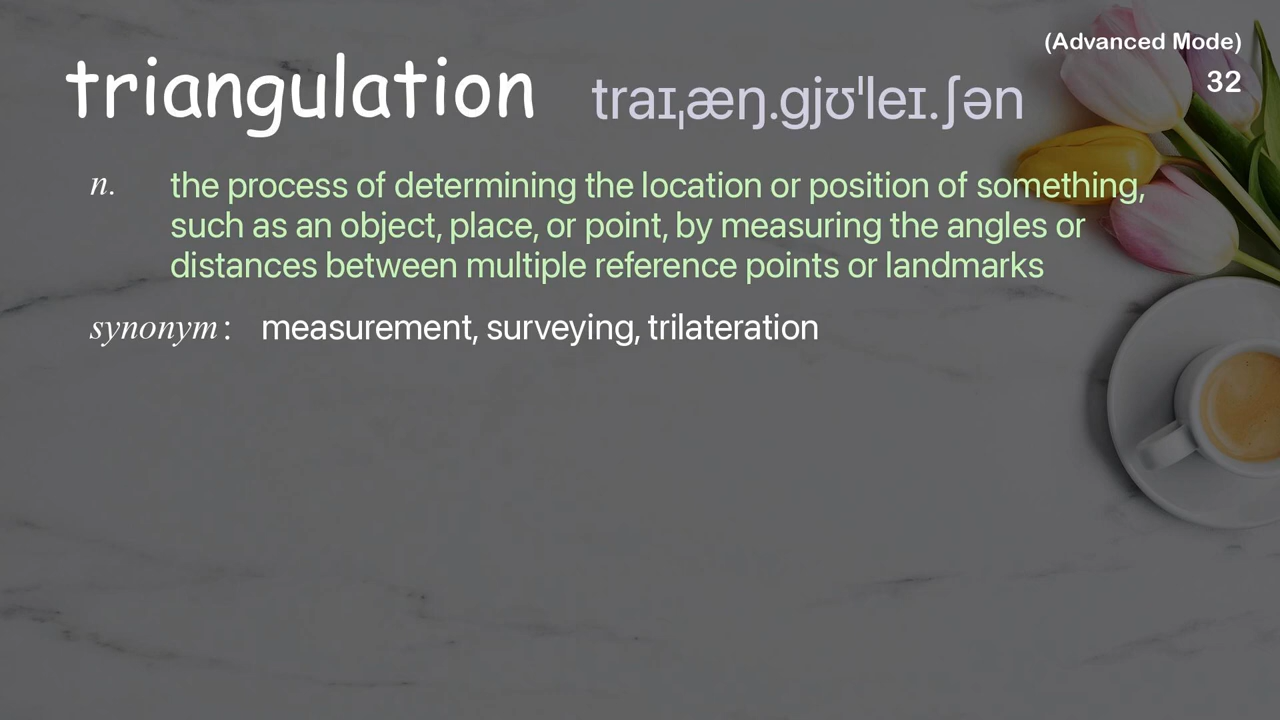 (Advanced Mode)
triangulation traɪˌæŋ.gjʊˈleɪ.ʃən
32
n. the process of determining the location or position of something,
such as an object, place, or point, by measuring the angles or
distances between multiple reference points or landmarks
synonym: measurement, surveying, trilateration